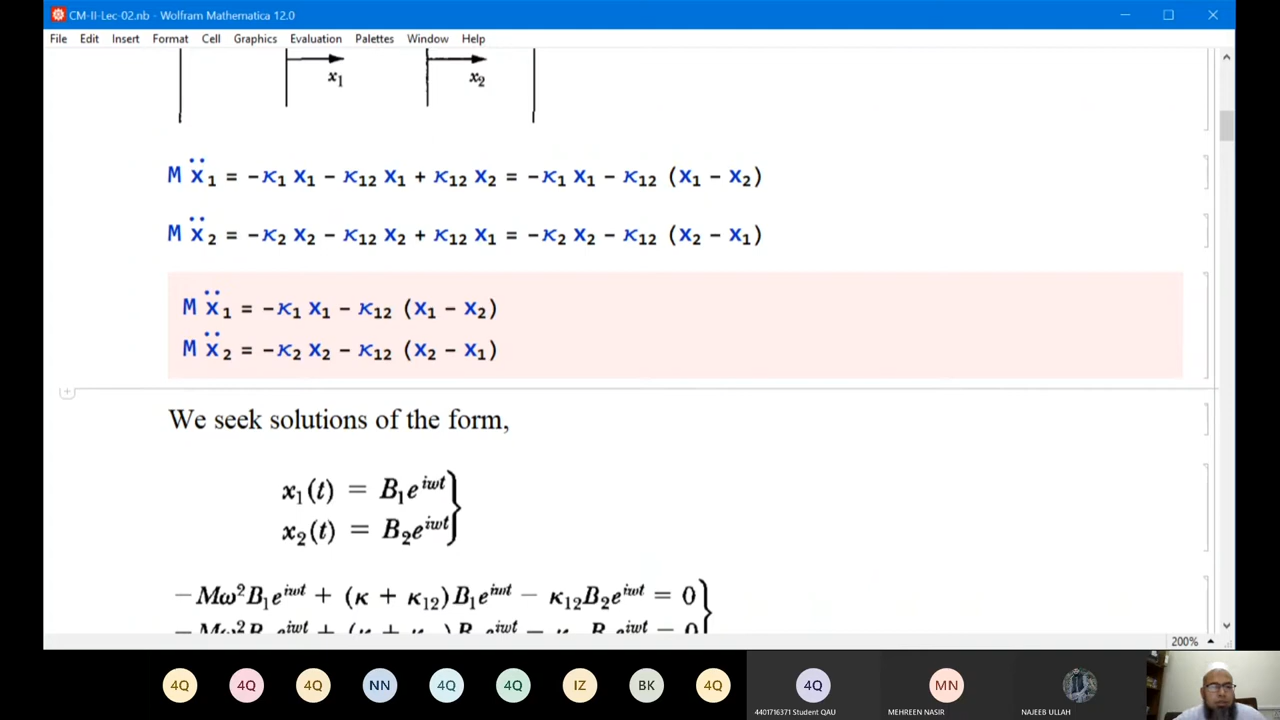 CM-II-Lec-02.nb - Wolfram Mathematica 12.0
File Edit Insert Format Cell Graphics Evaluation Palettes Window Help
x₁ x₂
M ẍ₁ = -κ₁ x₁ - κ₁₂ x₁ + κ₁₂ x₂ = -κ₁ x₁ - κ₁₂ (x₁ - x₂)
M ẍ₂ = -κ₂ x₂ - κ₁₂ x₂ + κ₁₂ x₁ = -κ₂ x₂ - κ₁₂ (x₂ - x₁)
M ẍ₁ = -κ₁ x₁ - κ₁₂ (x₁ - x₂)
M ẍ₂ = -κ₂ x₂ - κ₁₂ (x₂ - x₁)
We seek solutions of the form,
x₁(t) = B₁e^{iωt}
x₂(t) = B₂e^{iωt}
-Mω²B₁e^{iωt} + (κ + κ₁₂)B₁e^{iωt} - κ₁₂B₂e^{iωt} = 0
200%
4Q 4Q 4Q NN 4Q 4Q IZ BK 4Q 4Q MN
4401716371 Student QAU MEHREEN NASIR NAJEEB ULLAH